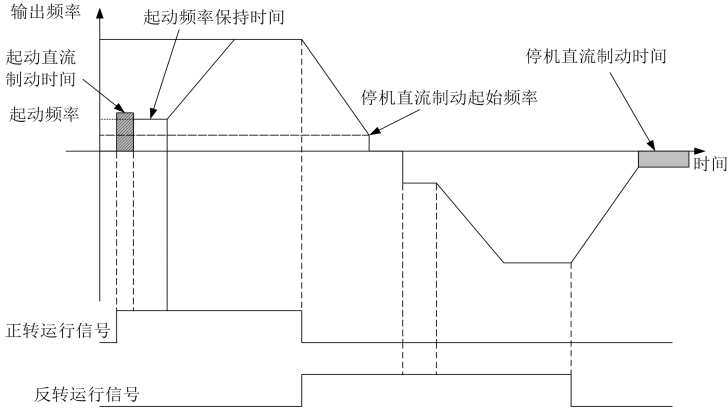 输出频率
起动频率保持时间
起动直流
制动时间
停机直流制动时间
停机直流制动起始频率
起动频率
时间
正转运行信号
反转运行信号